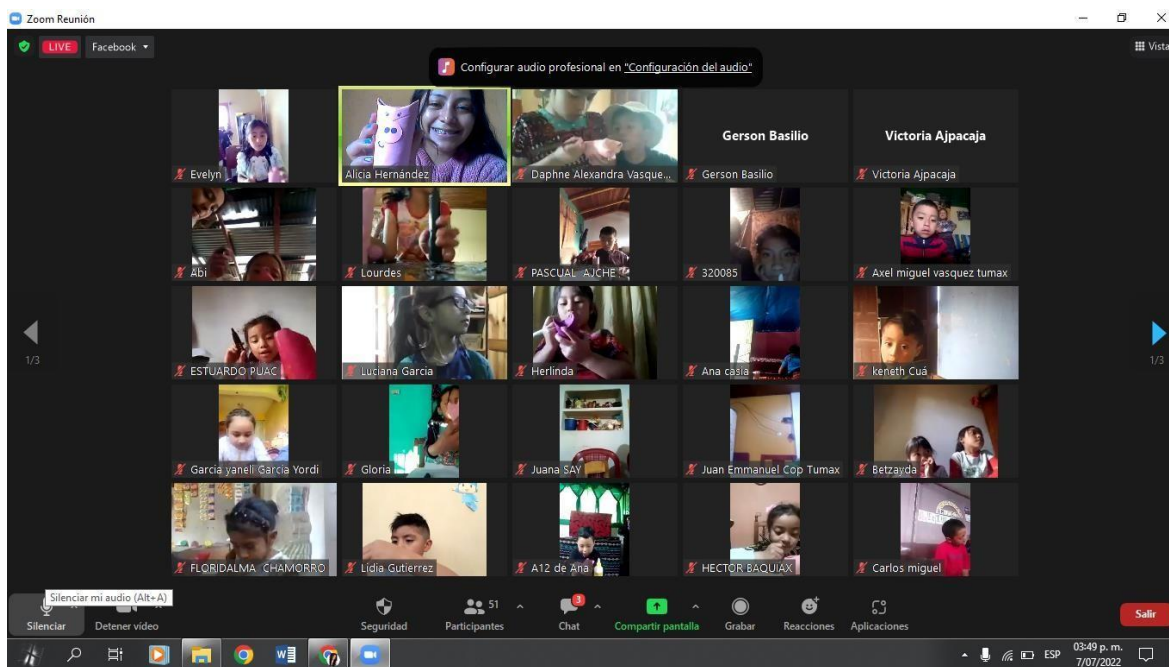 Zoom Reunión
LIVE Facebook Vista
Configurar audio profesional en "Configuración del audio"
Gerson Basilio Victoria Ajpacaja
Evelyn Alicia Hernández Daphne Alexandra Vasque... Gerson Basilio Victoria Ajpacaja
Abi Lourdes PASCUAL AJCHE 320085 Axel miguel vasquez tumax
1/3 1/3
ESTUARDO PUAC Luciana Garcia Herlinda Ana casia keneth Cuá
Garcia yaneli Garcia Yordi Gloria Juana SAY Juan Emmanuel Cop Tumax Betzayda
FLORIDALMA CHAMORRO Lidia Gutierrez A12 de Ana HECTOR BAQUIAX Carlos miguel
Silenciar mi audio (Alt+A)
51 3
Silenciar Detener vídeo Seguridad Participantes Chat Compartir pantalla Grabar Reacciones Aplicaciones Salir
ESP 03:49 p. m.
7/07/2022